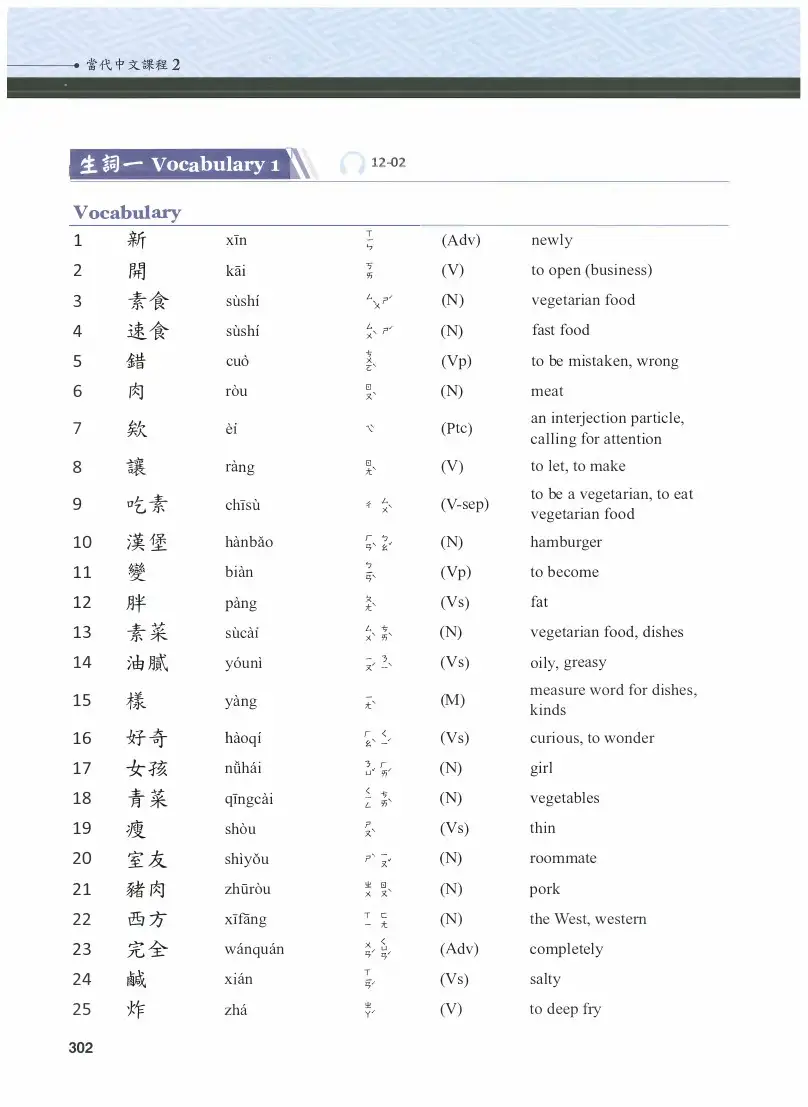 當代中文課程 2
生詞一 Vocabulary 1 12-02
Vocabulary
1 新 xīn ㄒㄧㄣ (Adv) newly
2 開 kāi ㄎㄞ (V) to open (business)
3 素食 sùshí ㄙㄨˋ ㄕˊ (N) vegetarian food
4 速食 sùshí ㄙㄨˋ ㄕˊ (N) fast food
5 錯 cuò ㄘㄨㄛˋ (Vp) to be mistaken, wrong
6 肉 ròu ㄖㄡˋ (N) meat
7 欸 èi ㄟˋ (Ptc) an interjection particle,
calling for attention
8 讓 ràng ㄖㄤˋ (V) to let, to make
9 吃素 chīsù ㄔ ㄙㄨˋ (V-sep) to be a vegetarian, to eat
vegetarian food
10 漢堡 hànbǎo ㄏㄢˋ ㄅㄠˇ (N) hamburger
11 變 biàn ㄅㄧㄢˋ (Vp) to become
12 胖 pàng ㄆㄤˋ (Vs) fat
13 素菜 sùcài ㄙㄨˋ ㄘㄞˋ (N) vegetarian food, dishes
14 油膩 yóunì ㄧㄡˊ ㄋㄧˋ (Vs) oily, greasy
15 樣 yàng ㄧㄤˋ (M) measure word for dishes,
kinds
16 好奇 hàoqí ㄏㄠˋ ㄑㄧˊ (Vs) curious, to wonder
17 女孩 nǚhái ㄋㄩˇ ㄏㄞˊ (N) girl
18 青菜 qīngcài ㄑㄧㄥ ㄘㄞˋ (N) vegetables
19 瘦 shòu ㄕㄡˋ (Vs) thin
20 室友 shìyǒu ㄕˋ ㄧㄡˇ (N) roommate
21 豬肉 zhūròu ㄓㄨ ㄖㄡˋ (N) pork
22 西方 xīfāng ㄒㄧ ㄈㄤ (N) the West, western
23 完全 wánquán ㄨㄢˊ ㄑㄩㄢˊ (Adv) completely
24 鹹 xián ㄒㄧㄢˊ (Vs) salty
25 炸 zhá ㄓㄚˊ (V) to deep fry
302